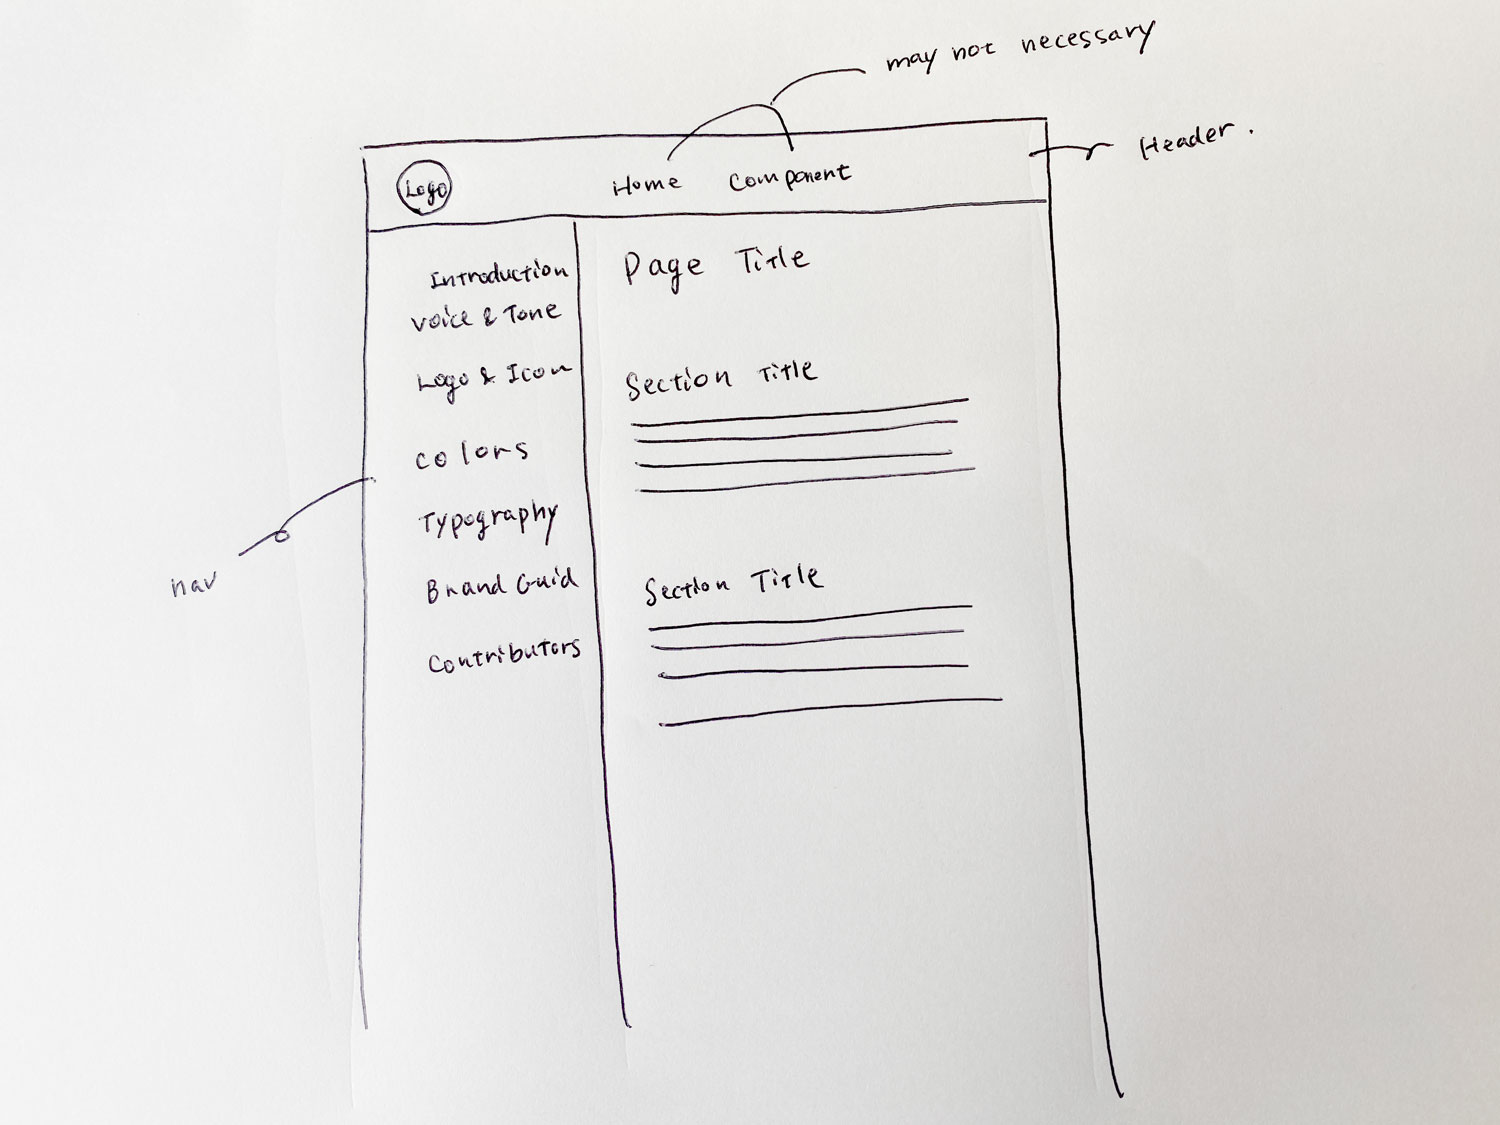 may not necessary
Header.
Logo
Home Component
Introduction
Voice & Tone
Logo & Icon
Colors
Typography
Brand Guid
Contributors
nav
Page Title
Section Title
Section Title